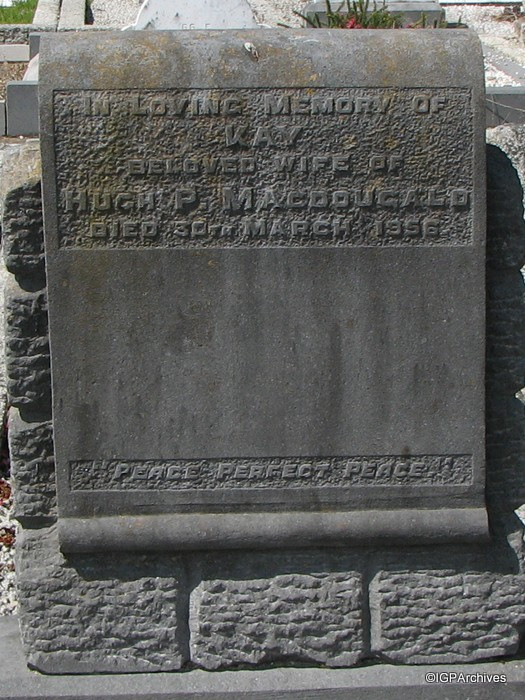 IN LOVING MEMORY OF
KAY
BELOVED WIFE OF
HUGH P. MACDOUGALD
DIED 30TH MARCH 1956.
"PEACE PERFECT PEACE"
©IGPArchives